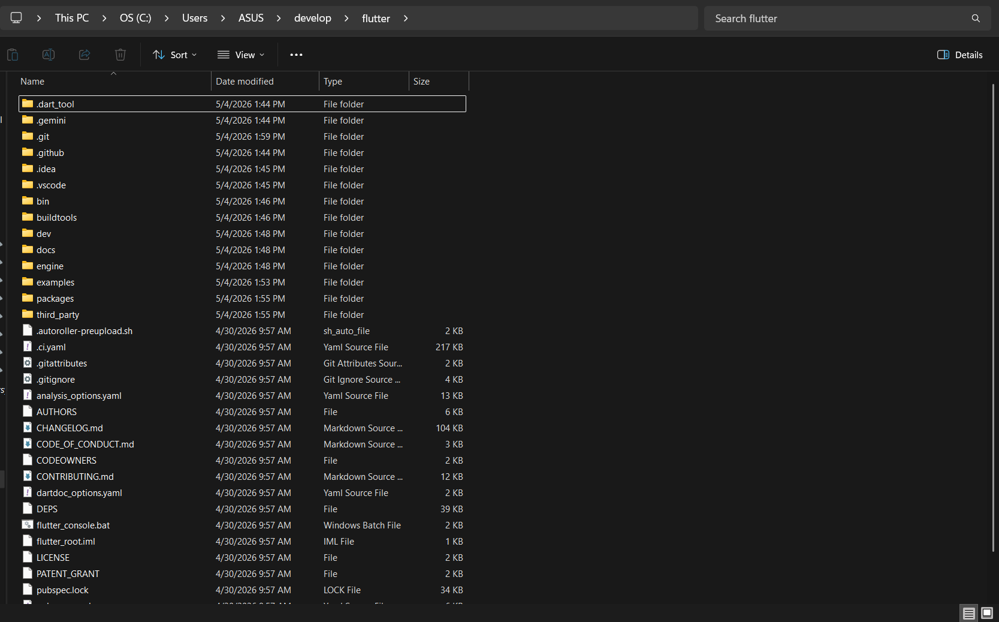 This PC > OS (C:) > Users > ASUS > develop > flutter >
Search flutter
Sort
View
Details
Name Date modified Type Size
.dart_tool 5/4/2026 1:44 PM File folder
.gemini 5/4/2026 1:44 PM File folder
.git 5/4/2026 1:59 PM File folder
.github 5/4/2026 1:44 PM File folder
.idea 5/4/2026 1:45 PM File folder
.vscode 5/4/2026 1:45 PM File folder
bin 5/4/2026 1:46 PM File folder
buildtools 5/4/2026 1:46 PM File folder
dev 5/4/2026 1:48 PM File folder
docs 5/4/2026 1:48 PM File folder
engine 5/4/2026 1:48 PM File folder
examples 5/4/2026 1:53 PM File folder
packages 5/4/2026 1:55 PM File folder
third_party 5/4/2026 1:55 PM File folder
.autoroller-preupload.sh 4/30/2026 9:57 AM sh_auto_file 2 KB
.ci.yaml 4/30/2026 9:57 AM Yaml Source File 217 KB
.gitattributes 4/30/2026 9:57 AM Git Attributes Sour... 2 KB
.gitignore 4/30/2026 9:57 AM Git Ignore Source ... 4 KB
analysis_options.yaml 4/30/2026 9:57 AM Yaml Source File 13 KB
AUTHORS 4/30/2026 9:57 AM File 6 KB
CHANGELOG.md 4/30/2026 9:57 AM Markdown Source ... 104 KB
CODE_OF_CONDUCT.md 4/30/2026 9:57 AM Markdown Source ... 3 KB
CODEOWNERS 4/30/2026 9:57 AM File 2 KB
CONTRIBUTING.md 4/30/2026 9:57 AM Markdown Source ... 12 KB
dartdoc_options.yaml 4/30/2026 9:57 AM Yaml Source File 2 KB
DEPS 4/30/2026 9:57 AM File 39 KB
flutter_console.bat 4/30/2026 9:57 AM Windows Batch File 2 KB
flutter_root.iml 4/30/2026 9:57 AM IML File 1 KB
LICENSE 4/30/2026 9:57 AM File 2 KB
PATENT_GRANT 4/30/2026 9:57 AM File 2 KB
pubspec.lock 4/30/2026 9:57 AM LOCK File 34 KB